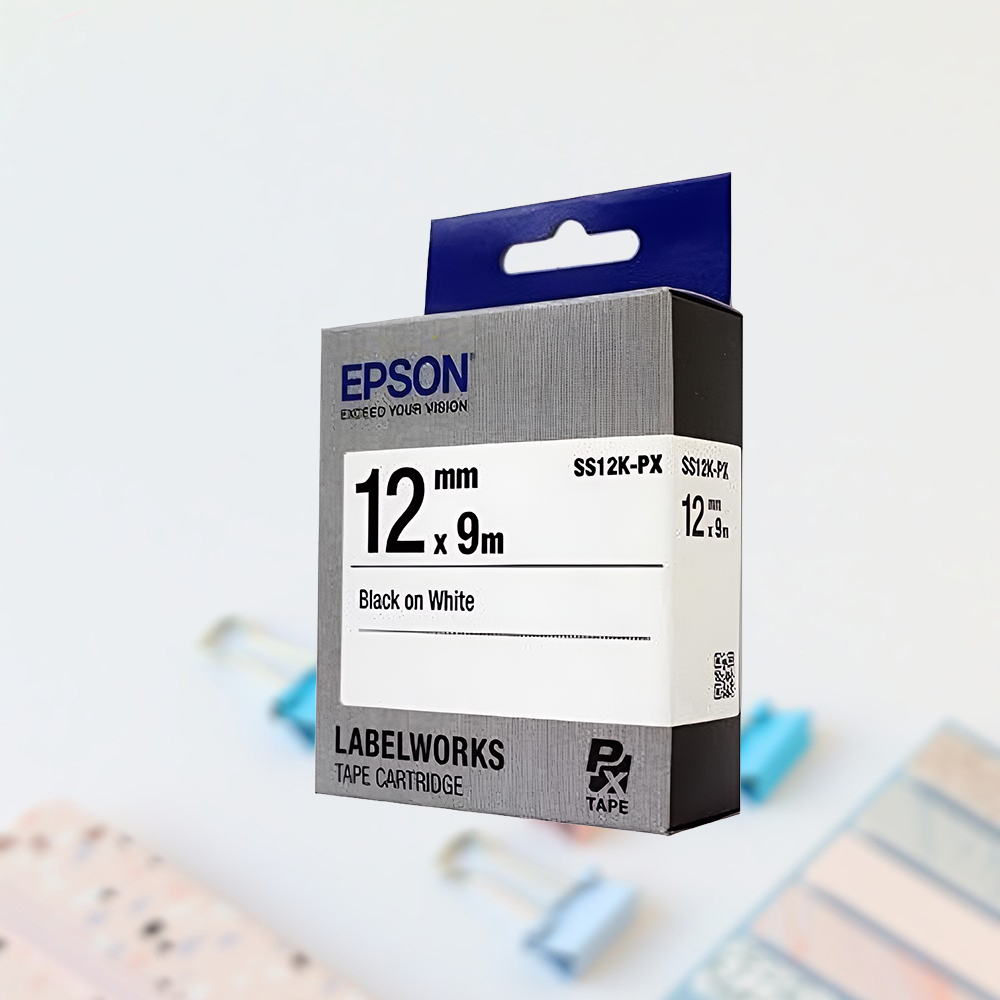 EPSON
EXCEED YOUR VISION
12 mm x 9m
SS12K-PX
Black on White
LABELWORKS
TAPE CARTRIDGE
Px
TAPE
SS12K-PX
12 mm x 9m